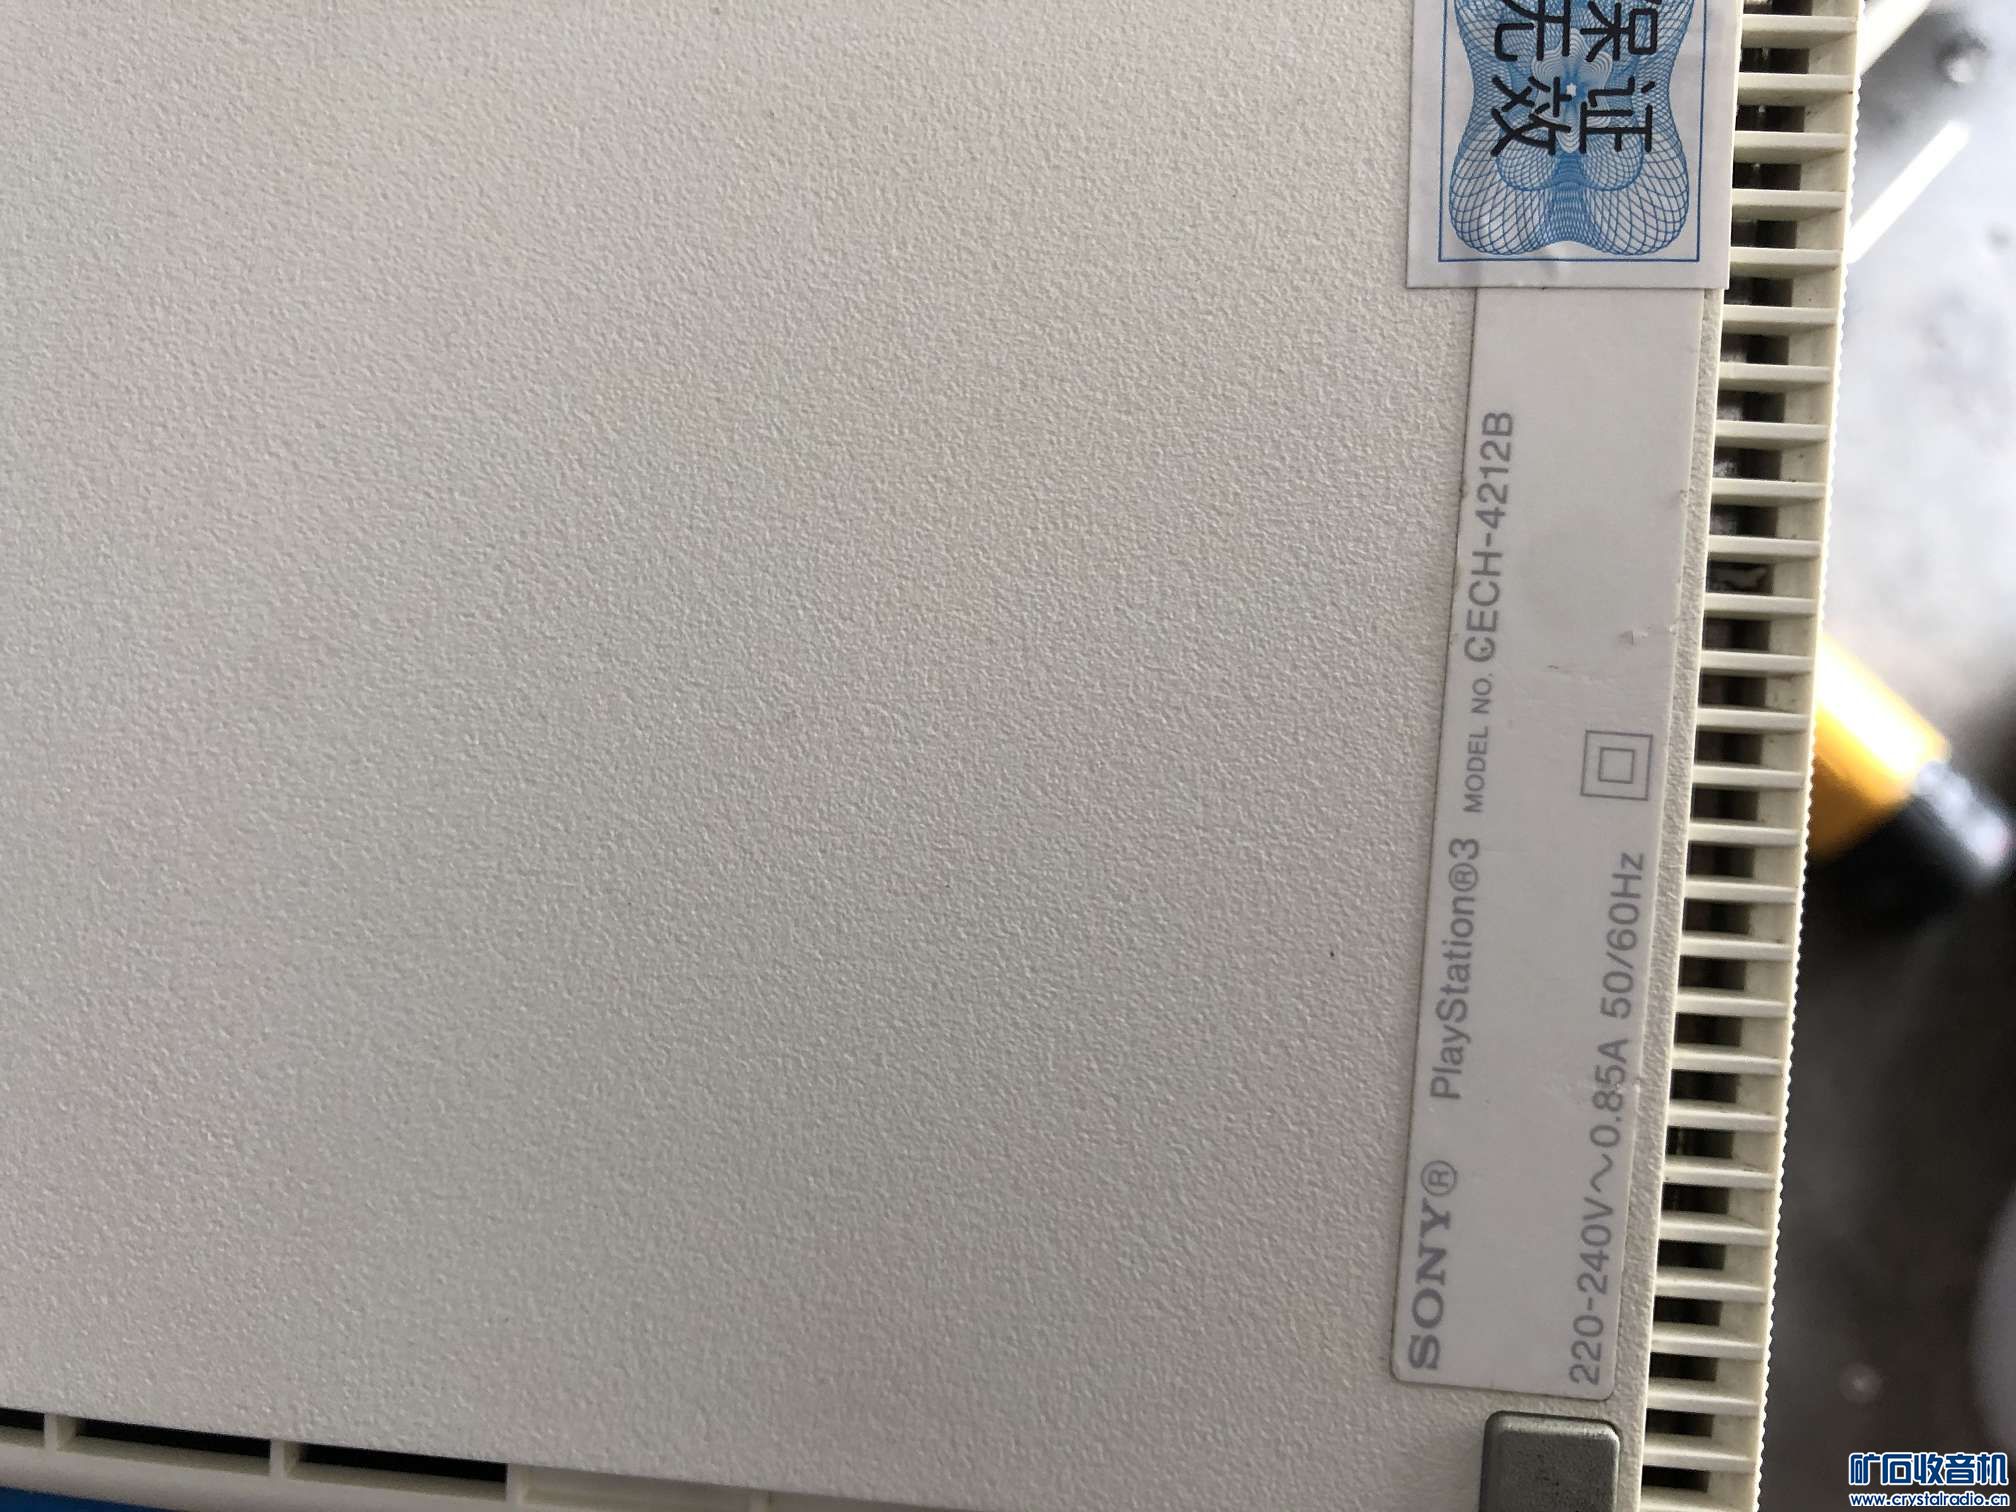 保证
无效
SONY® PlayStation®3 MODEL NO. CECH-4212B
220-240V～0.85A 50/60Hz
矿石收音机
www.crystalradio.cn